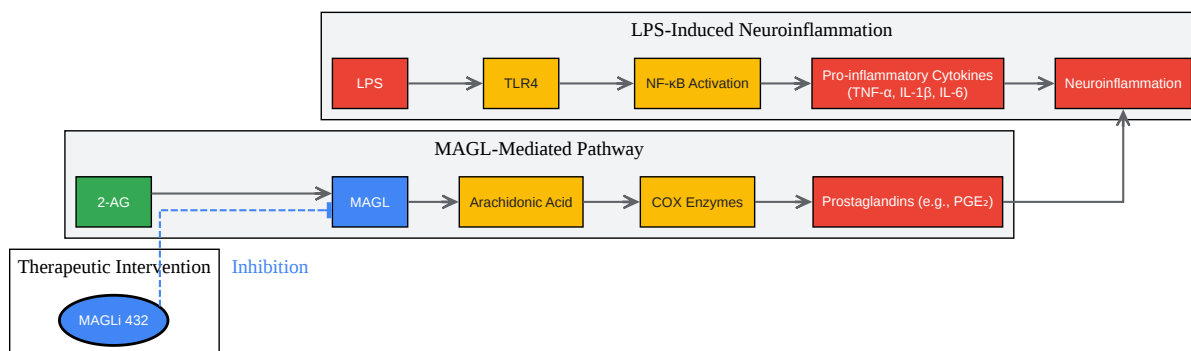 LPS-Induced Neuroinflammation
LPS
TLR4
NF-κB Activation
Pro-inflammatory Cytokines
(TNF-α, IL-1β, IL-6)
Neuroinflammation
MAGL-Mediated Pathway
2-AG
MAGL
Arachidonic Acid
COX Enzymes
Prostaglandins (e.g., PGE₂)
Therapeutic Intervention
Inhibition
MAGLi 432